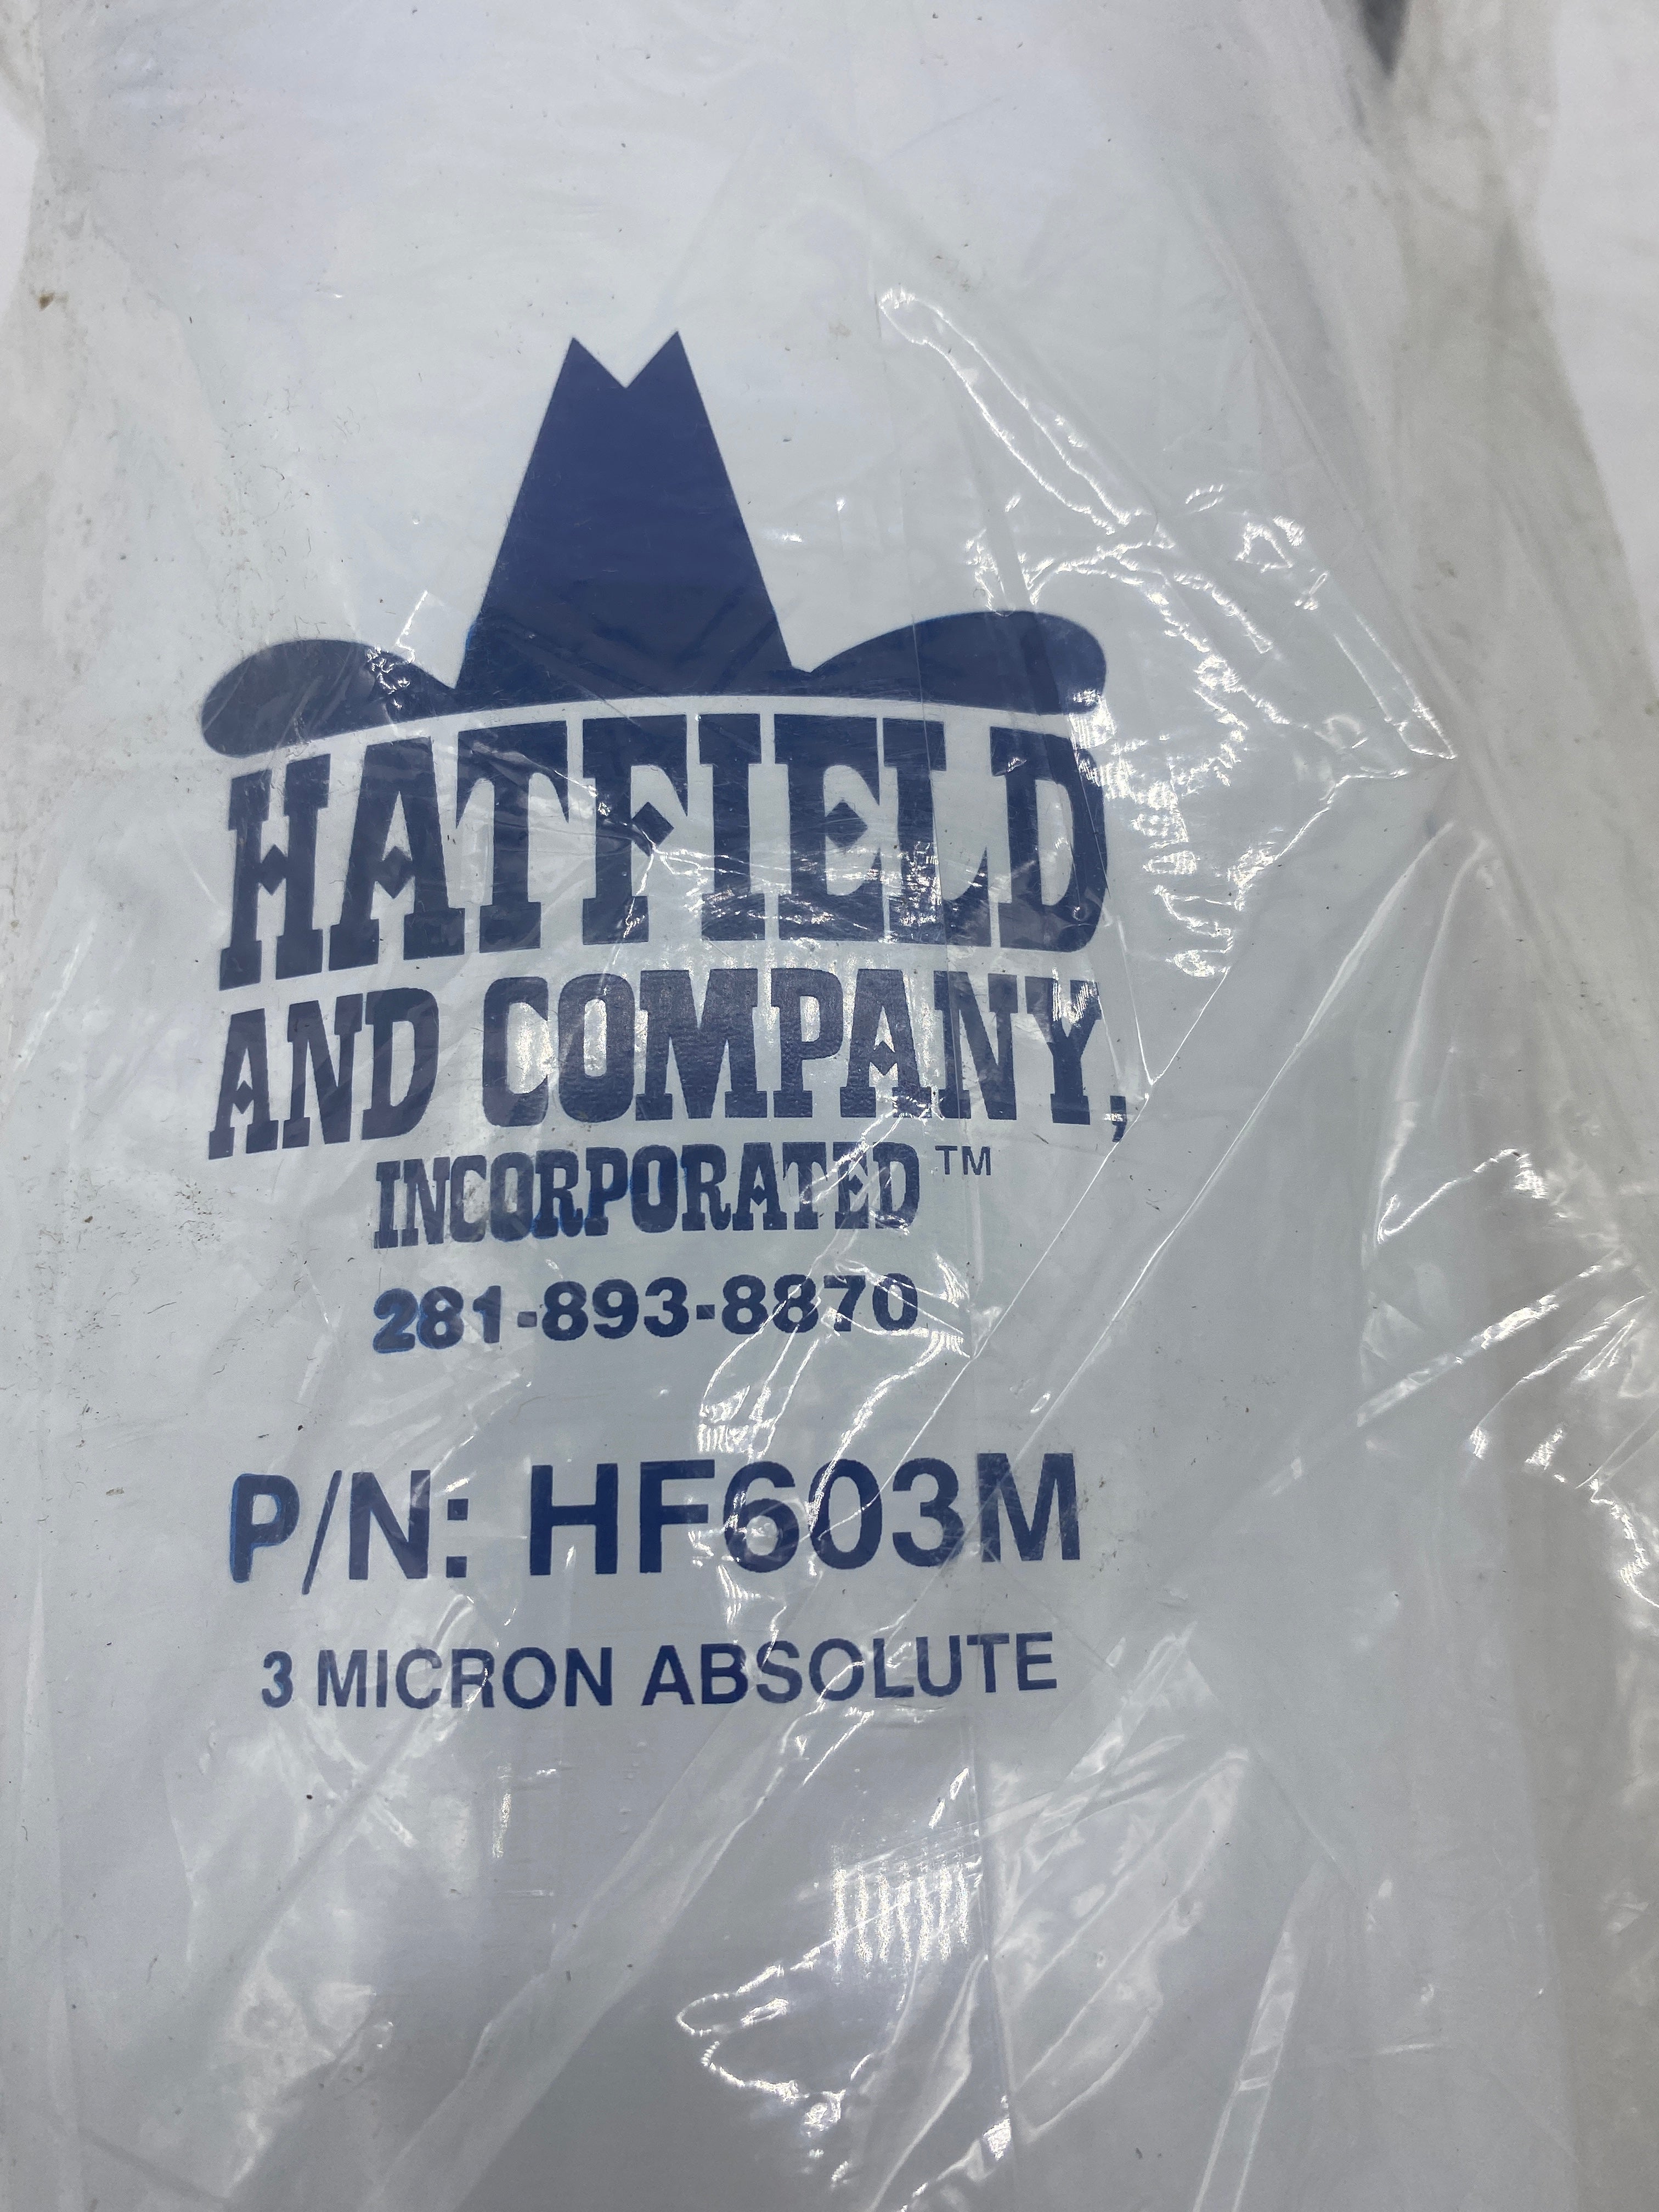 HATFIELD
AND COMPANY,
INCORPORATED™
281-893-8870
P/N: HF603M
3 MICRON ABSOLUTE